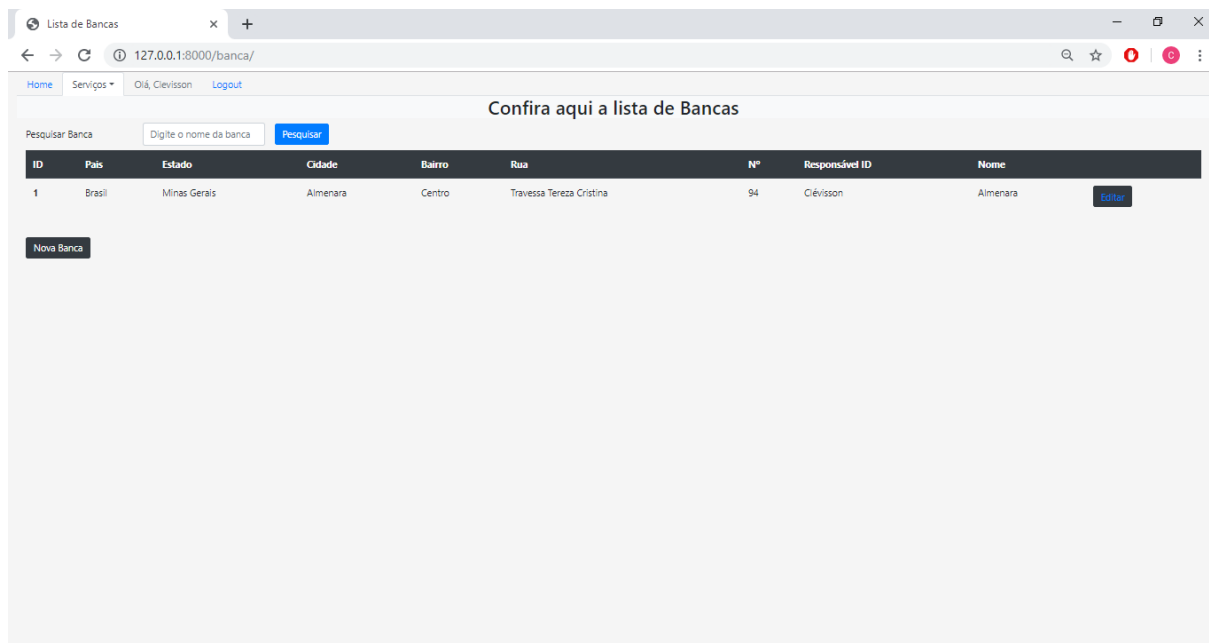 Lista de Bancas
127.0.0.1:8000/banca/
C
Home Serviços Olá, Clevisson Logout
Confira aqui a lista de Bancas
Pesquisar Banca Digite o nome da banca Pesquisar
ID Pais Estado Cidade Bairro Rua Nº Responsável ID Nome
1 Brasil Minas Gerais Almenara Centro Travessa Tereza Cristina 94 Clévisson Almenara Editar
Nova Banca